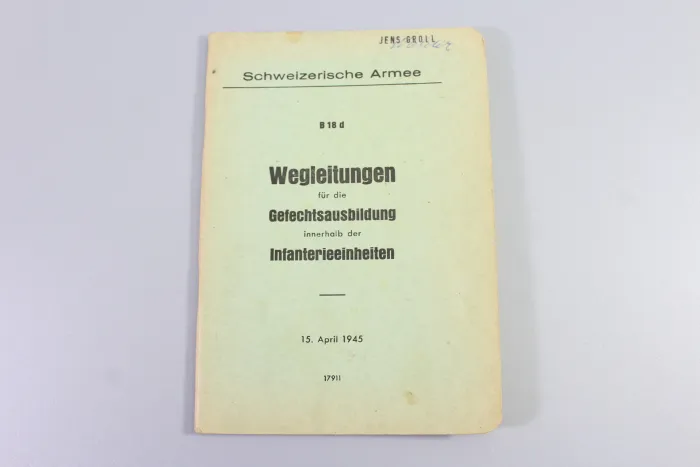 JENS GROLL
Schweizerische Armee
B 18 d
Wegleitungen
für die
Gefechtsausbildung
innerhalb der
Infanterieeinheiten
15. April 1945
17911